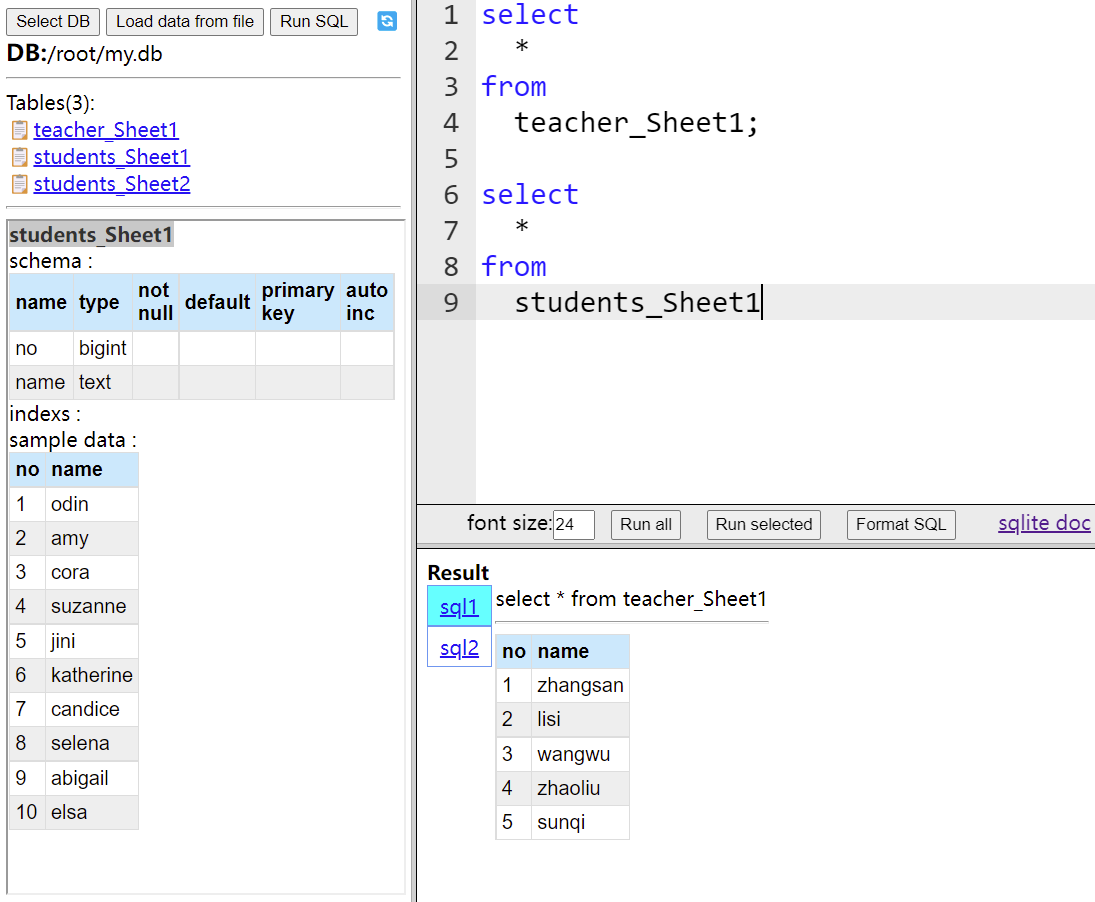 Select DB Load data from file Run SQL
DB:/root/my.db
Tables(3):
teacher_Sheet1
students_Sheet1
students_Sheet2
students_Sheet1
schema :
name type not null default primary key auto inc
no bigint
name text
indexs :
sample data :
no name
1 odin
2 amy
3 cora
4 suzanne
5 jini
6 katherine
7 candice
8 selena
9 abigail
10 elsa
1 select
2 *
3 from
4 teacher_Sheet1;
5
6 select
7 *
8 from
9 students_Sheet1
font size:24 Run all Run selected Format SQL sqlite doc
Result
sql1
sql2
select * from teacher_Sheet1
no name
1 zhangsan
2 lisi
3 wangwu
4 zhaoliu
5 sunqi